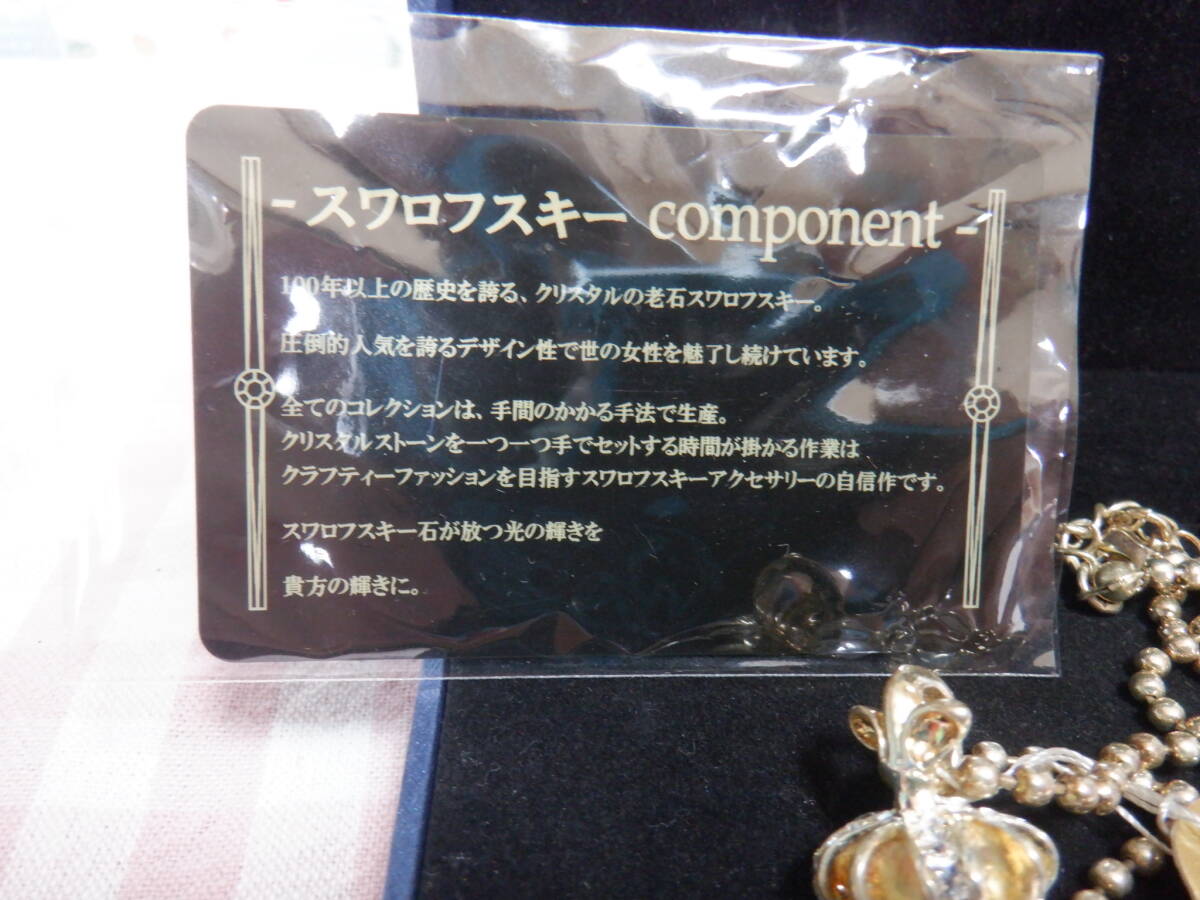 - スワロフスキー component -
100年以上の歴史を誇る、クリスタルの老石スワロフスキー。
圧倒的人気を誇るデザイン性で世の女性を魅了し続けています。
全てのコレクションは、手間のかかる手法で生産。
クリスタルストーンを一つ一つ手でセットする時間が掛かる作業は
クラフティーファッションを目指すスワロフスキーアクセサリーの自信作です。
スワロフスキー石が放つ光の輝きを
貴方の輝きに。